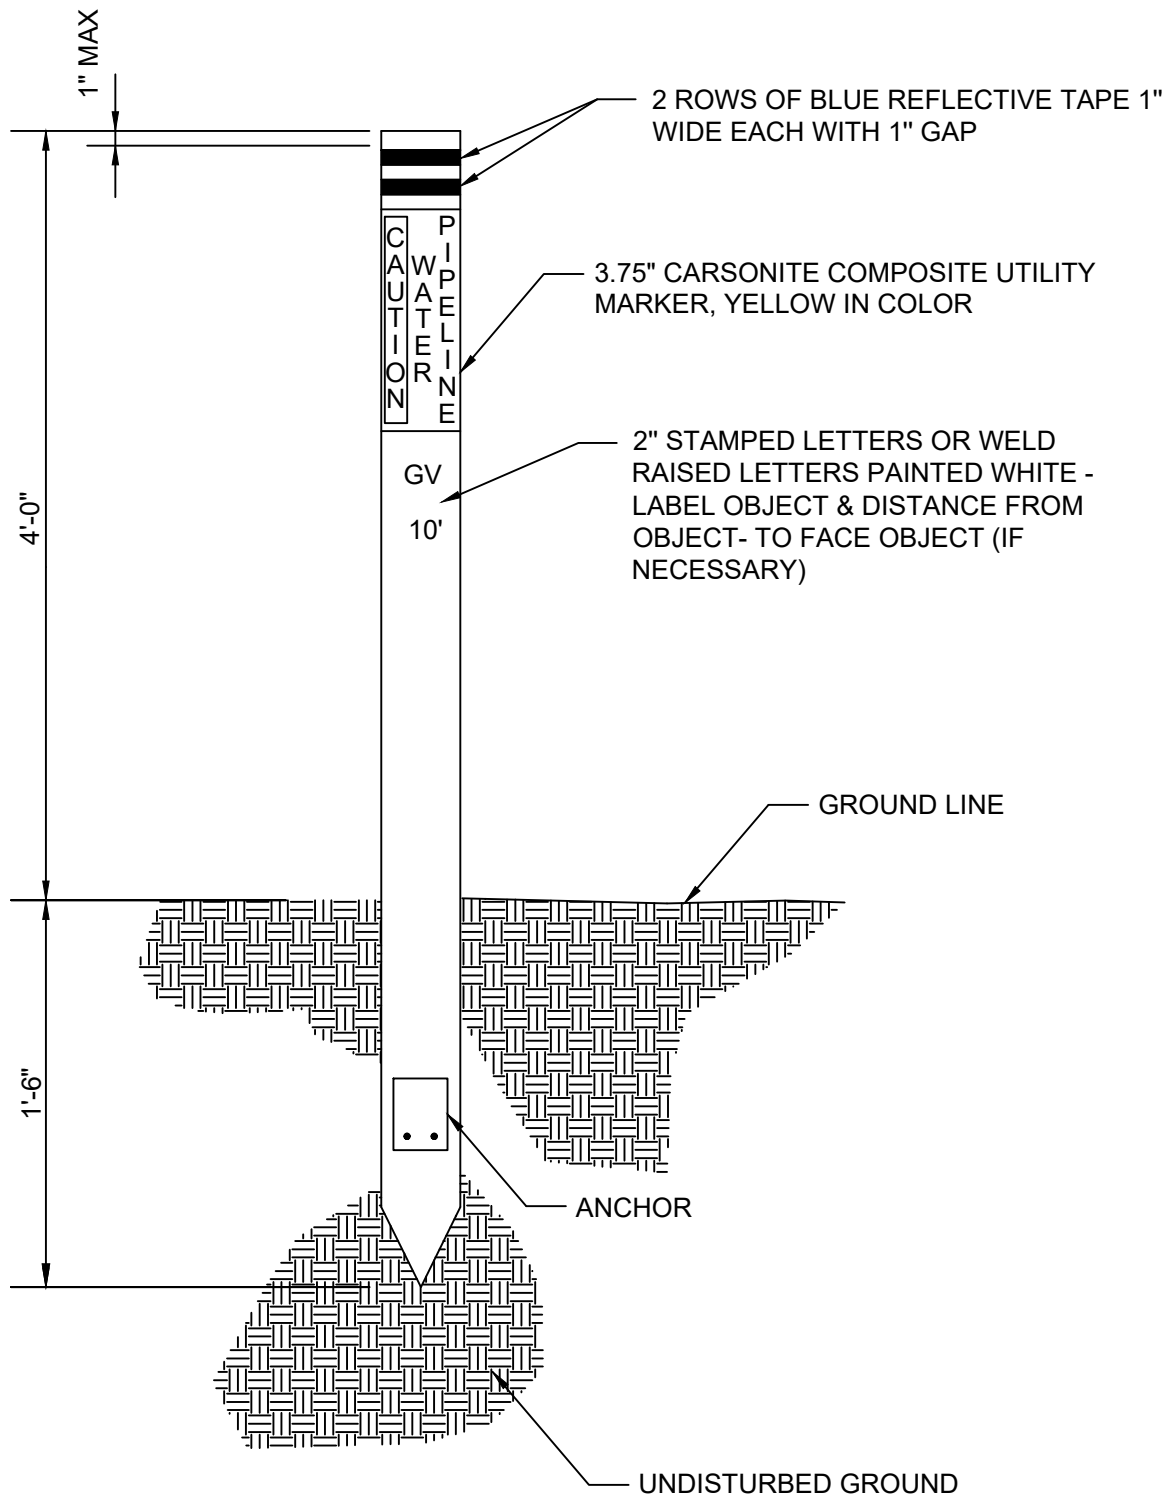 1" MAX
2 ROWS OF BLUE REFLECTIVE TAPE 1"
WIDE EACH WITH 1" GAP
CAUTION
WATER
PIPELINE
3.75" CARSONITE COMPOSITE UTILITY
MARKER, YELLOW IN COLOR
GV
10'
2" STAMPED LETTERS OR WELD
RAISED LETTERS PAINTED WHITE -
LABEL OBJECT & DISTANCE FROM
OBJECT- TO FACE OBJECT (IF
NECESSARY)
4'-0"
GROUND LINE
1'-6"
ANCHOR
UNDISTURBED GROUND